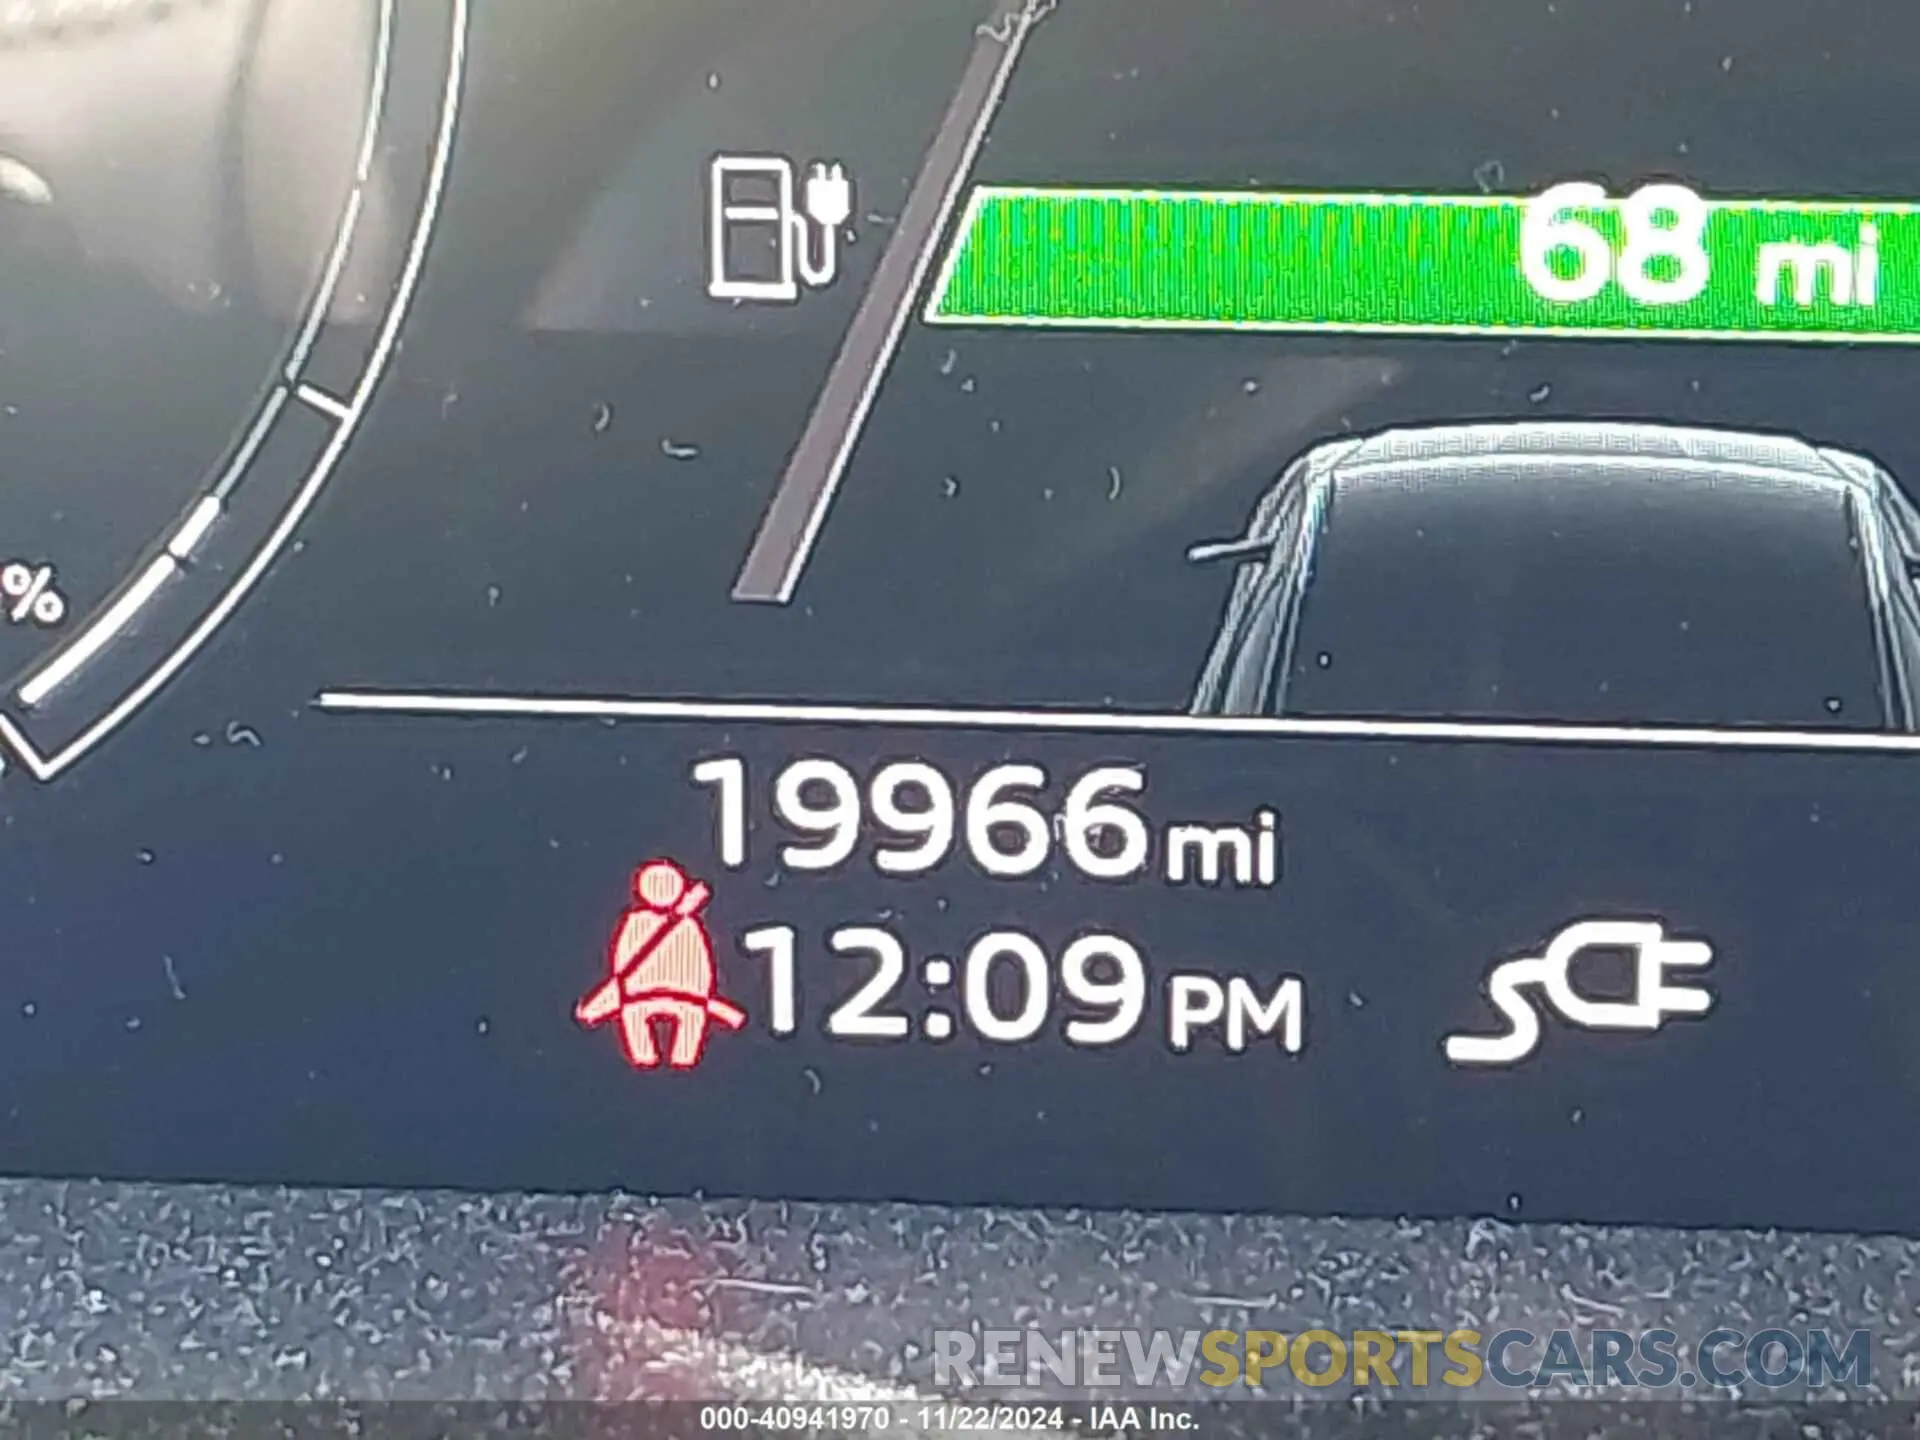 68 mi
%
19966 mi
12:09 PM
RENEWSPORTSCARS.COM
000-40941970 - 11/22/2024 - IAA Inc.